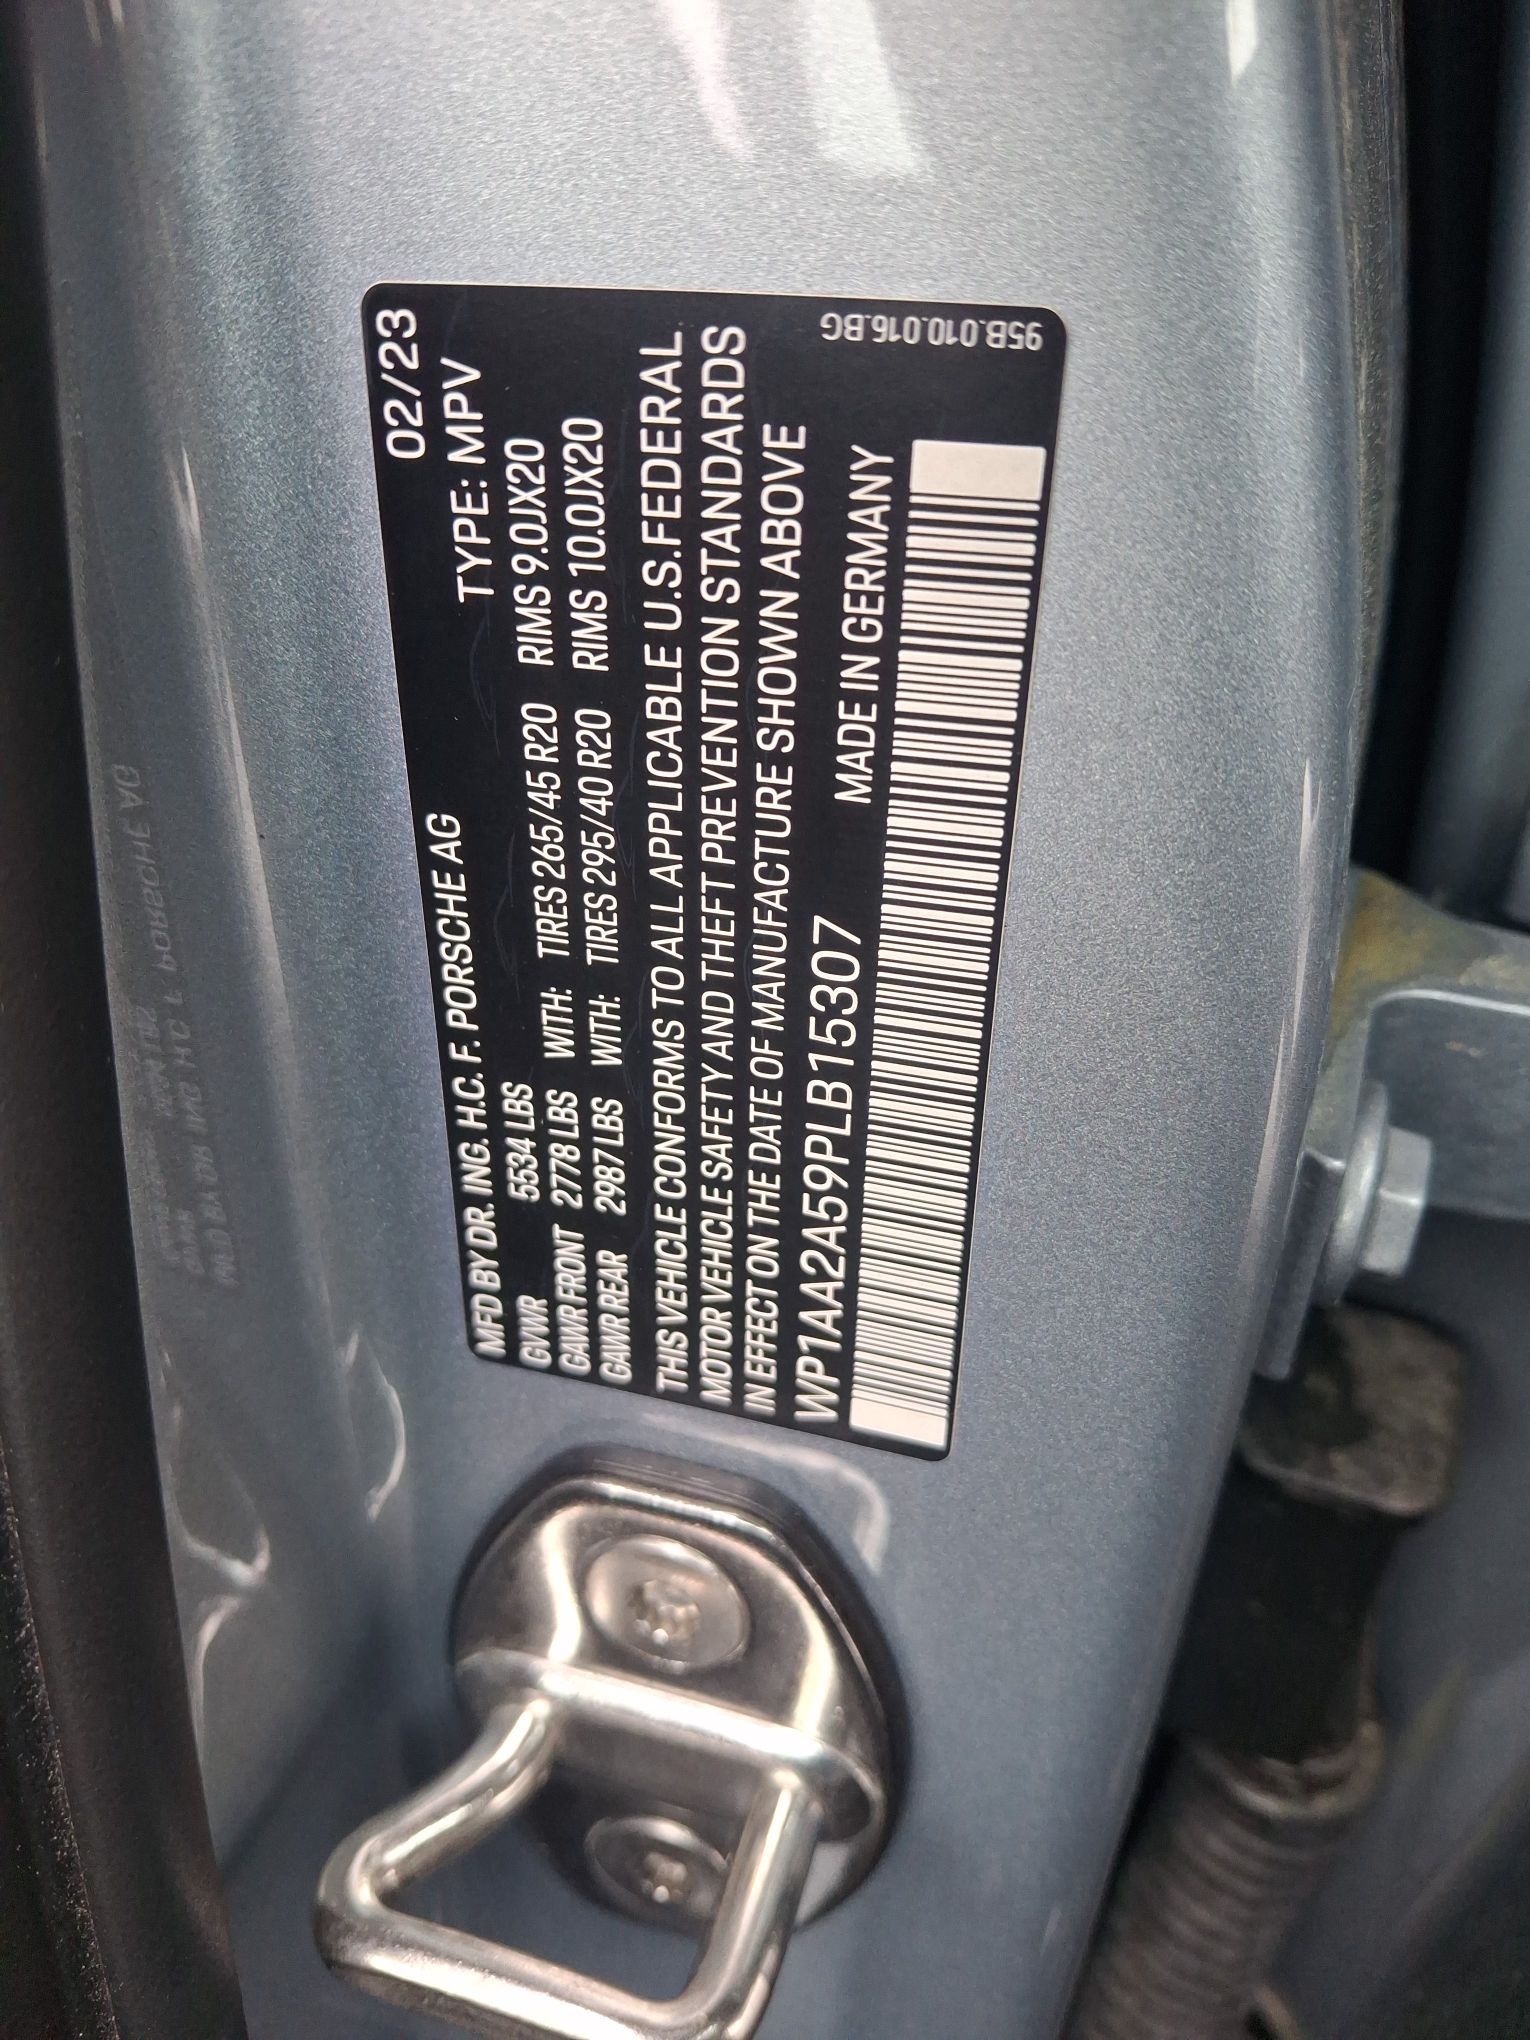 02/23
MFD BY DR. ING. H.C. F. PORSCHE AG TYPE: MPV
GVWR 5534 LBS
GAWR FRONT 2778 LBS WITH: TIRES 265/45 R20 RIMS 9.0JX20
GAWR REAR 2987 LBS WITH: TIRES 295/40 R20 RIMS 10.0JX20
THIS VEHICLE CONFORMS TO ALL APPLICABLE U.S.FEDERAL
MOTOR VEHICLE SAFETY AND THEFT PREVENTION STANDARDS
IN EFFECT ON THE DATE OF MANUFACTURE SHOWN ABOVE
WP1AA2A59PLB15307 MADE IN GERMANY
95B.010.016.BG